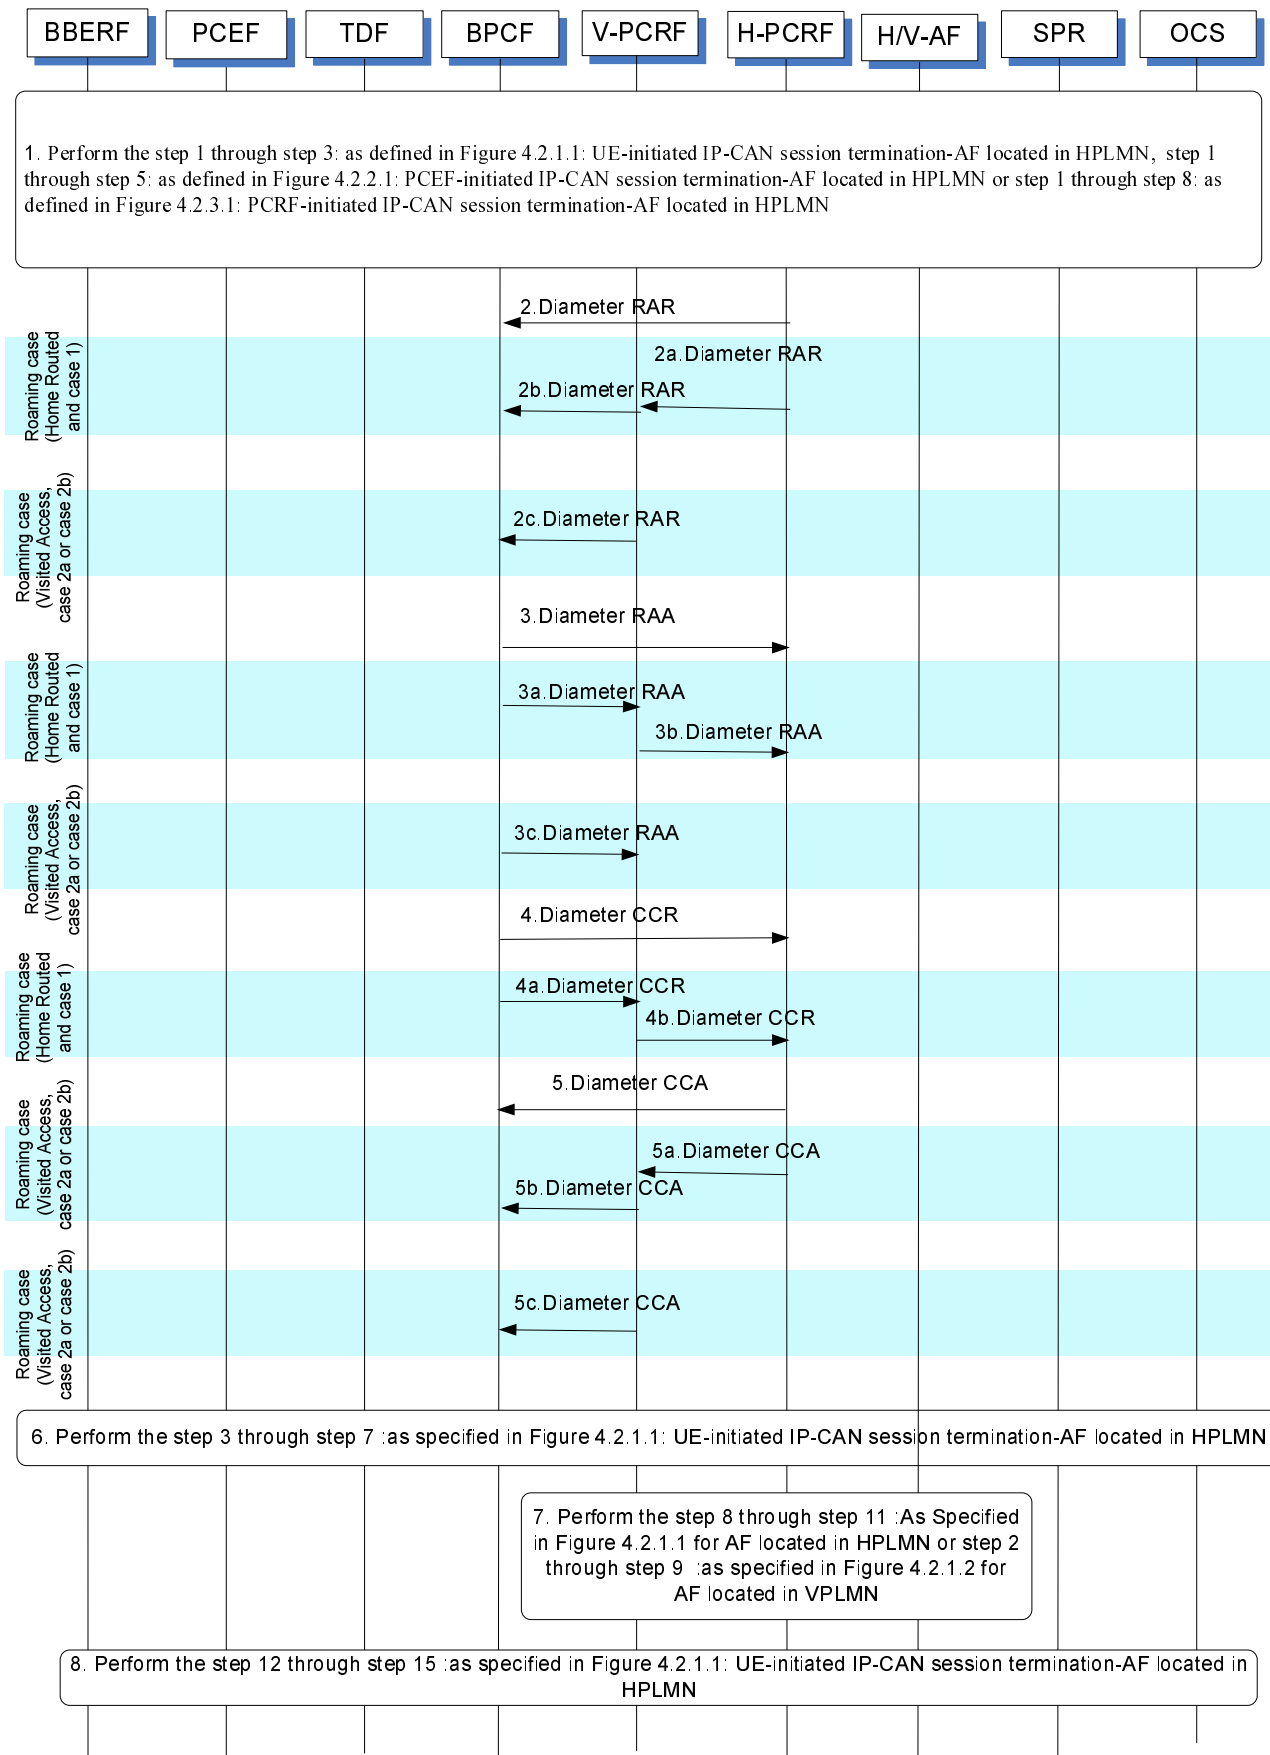 BBERF PCEF TDF BPCF V-PCRF H-PCRF H/V-AF SPR OCS
1. Perform the step 1 through step 3: as defined in Figure 4.2.1.1: UE-initiated IP-CAN session termination-AF located in HPLMN, step 1
through step 5: as defined in Figure 4.2.2.1: PCEF-initiated IP-CAN session termination-AF located in HPLMN or step 1 through step 8: as
defined in Figure 4.2.3.1: PCRF-initiated IP-CAN session termination-AF located in HPLMN
2.Diameter RAR
Roaming case
(Home Routed
and case 1)
2a.Diameter RAR
2b.Diameter RAR
Roaming case
(Visited Access,
case 2a or case 2b)
2c.Diameter RAR
3.Diameter RAA
Roaming case
(Home Routed
and case 1)
3a.Diameter RAA
3b.Diameter RAA
Roaming case
(Visited Access,
case 2a or case 2b)
3c.Diameter RAA
4.Diameter CCR
Roaming case
(Home Routed
and case 1)
4a.Diameter CCR
4b.Diameter CCR
5.Diameter CCA
Roaming case
(Visited Access,
case 2a or case 2b)
5a.Diameter CCA
5b.Diameter CCA
Roaming case
(Visited Access,
case 2a or case 2b)
5c.Diameter CCA
6. Perform the step 3 through step 7 :as specified in Figure 4.2.1.1: UE-initiated IP-CAN session termination-AF located in HPLMN
7. Perform the step 8 through step 11 :As Specified
in Figure 4.2.1.1 for AF located in HPLMN or step 2
through step 9 :as specified in Figure 4.2.1.2 for
AF located in VPLMN
8. Perform the step 12 through step 15 :as specified in Figure 4.2.1.1: UE-initiated IP-CAN session termination-AF located in
HPLMN